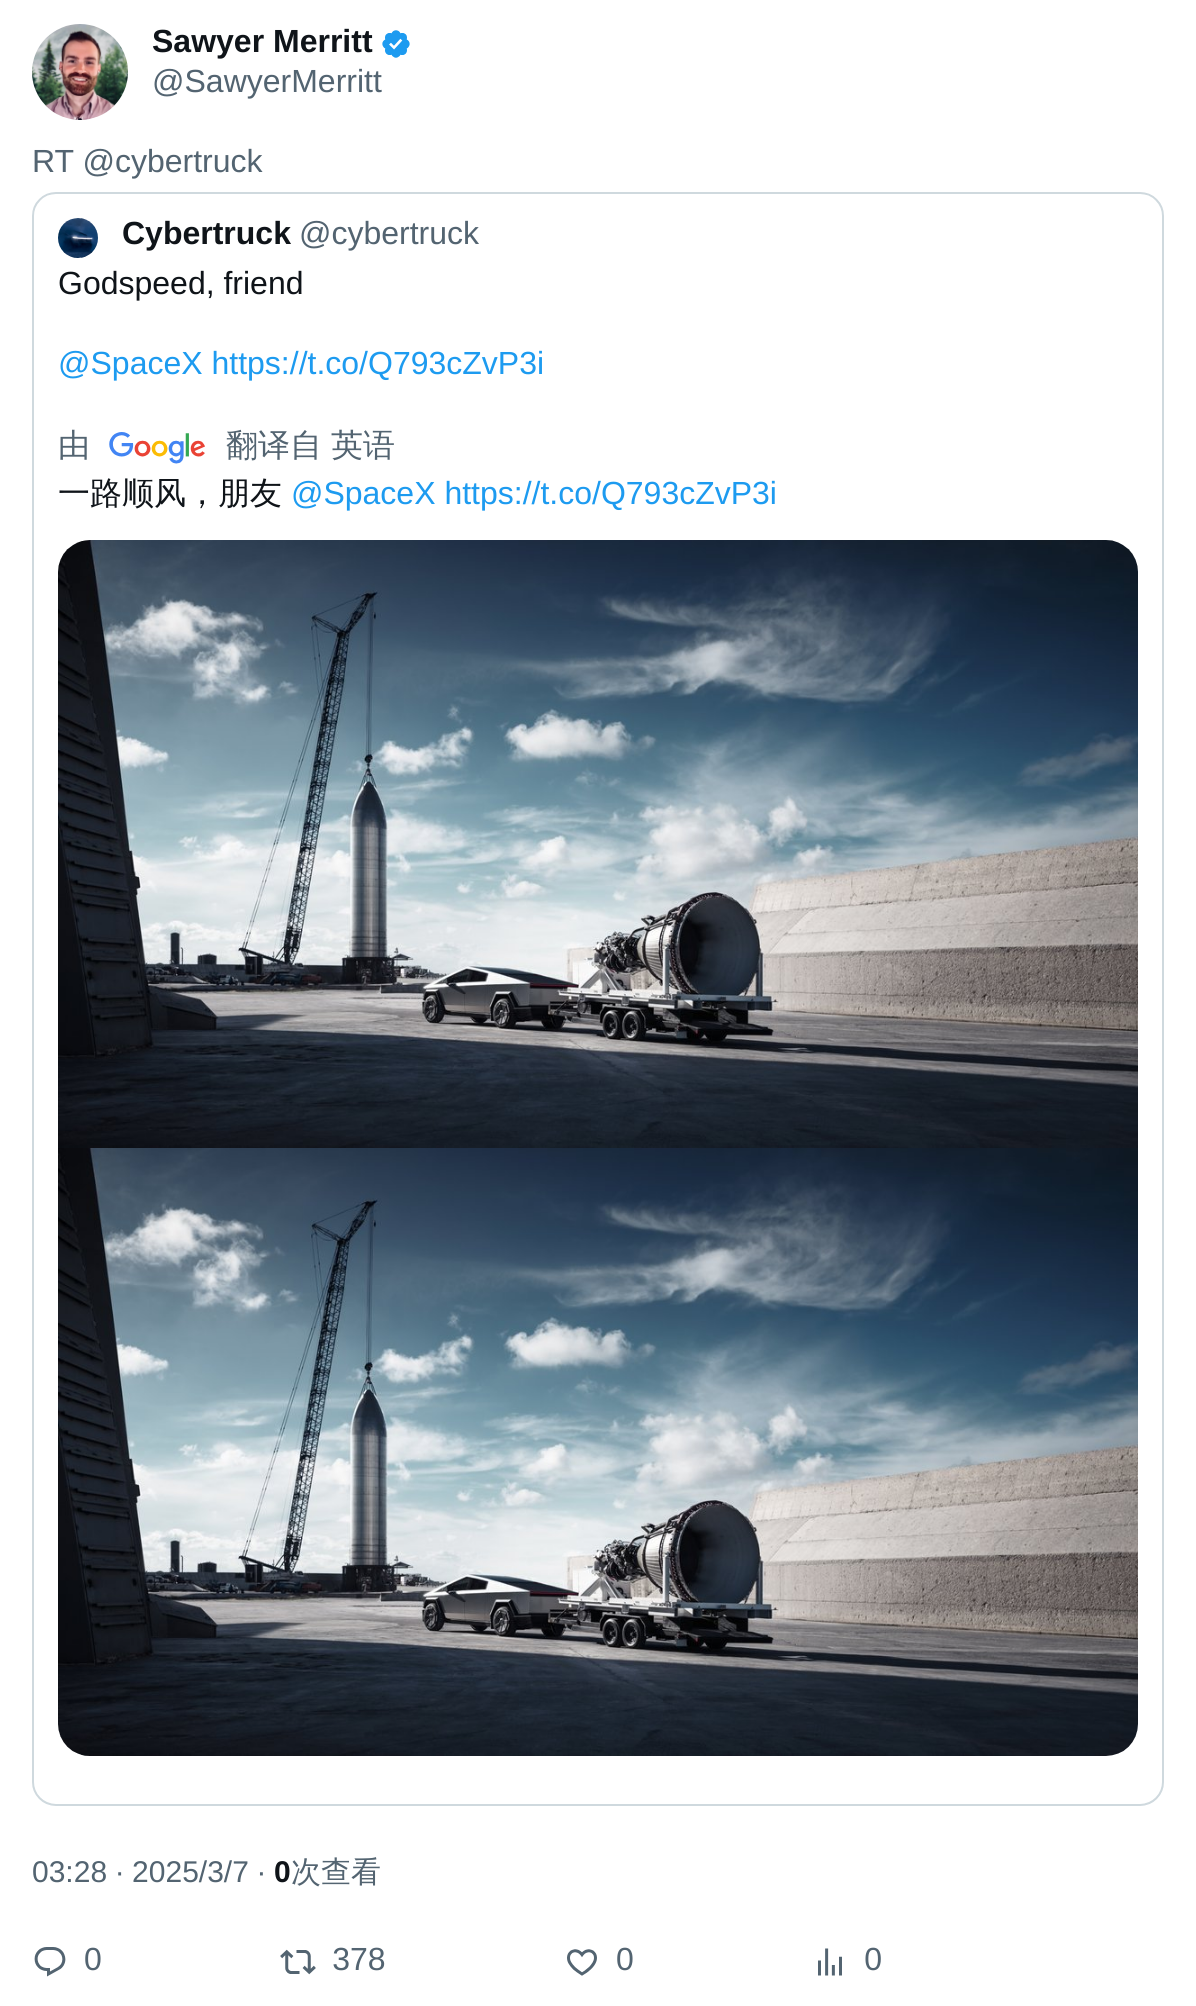 Sawyer Merritt
@SawyerMerritt
RT @cybertruck
Cybertruck @cybertruck
Godspeed, friend
@SpaceX https://t.co/Q793cZvP3i
由 Google 翻译自 英语
一路顺风，朋友 @SpaceX https://t.co/Q793cZvP3i
03:28 · 2025/3/7 · 0次查看
0 378 0 0